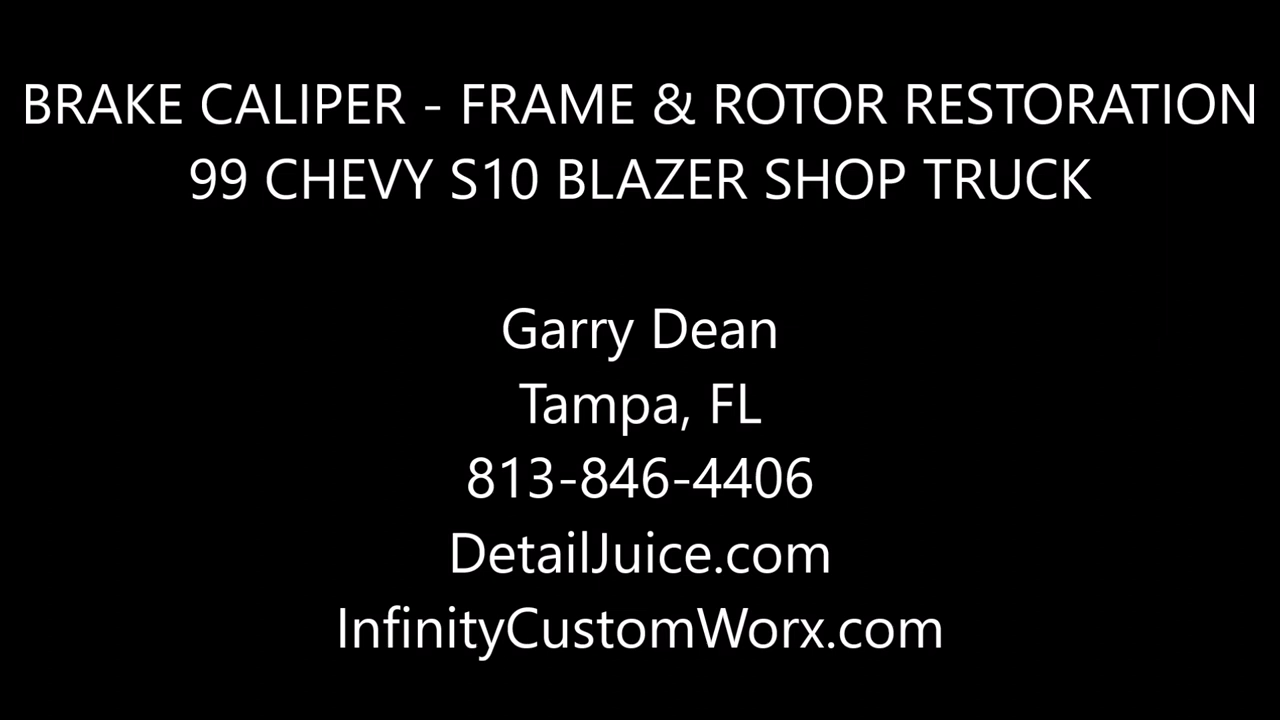 BRAKE CALIPER - FRAME & ROTOR RESTORATION
99 CHEVY S10 BLAZER SHOP TRUCK
Garry Dean
Tampa, FL
813-846-4406
DetailJuice.com
InfinityCustomWorx.com